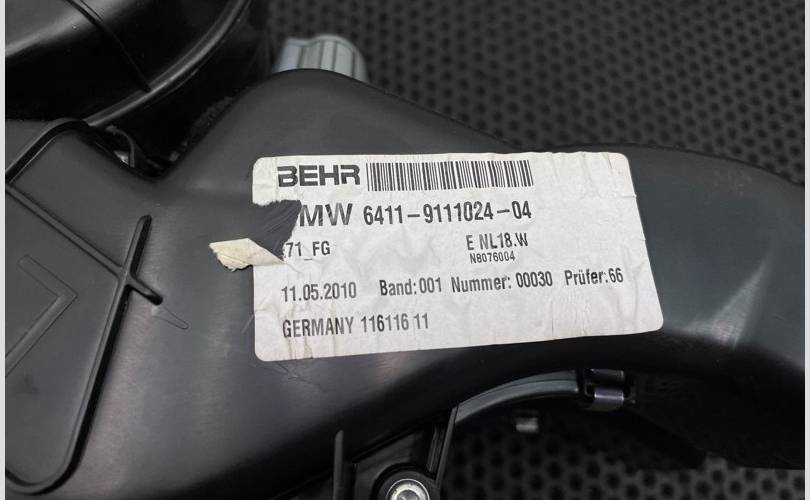 BEHR
MW 6411-9111024-04
71_FG E NL18.W
N8076004
11.05.2010 Band:001 Nummer: 00030 Prüfer:66
GERMANY 116116 11